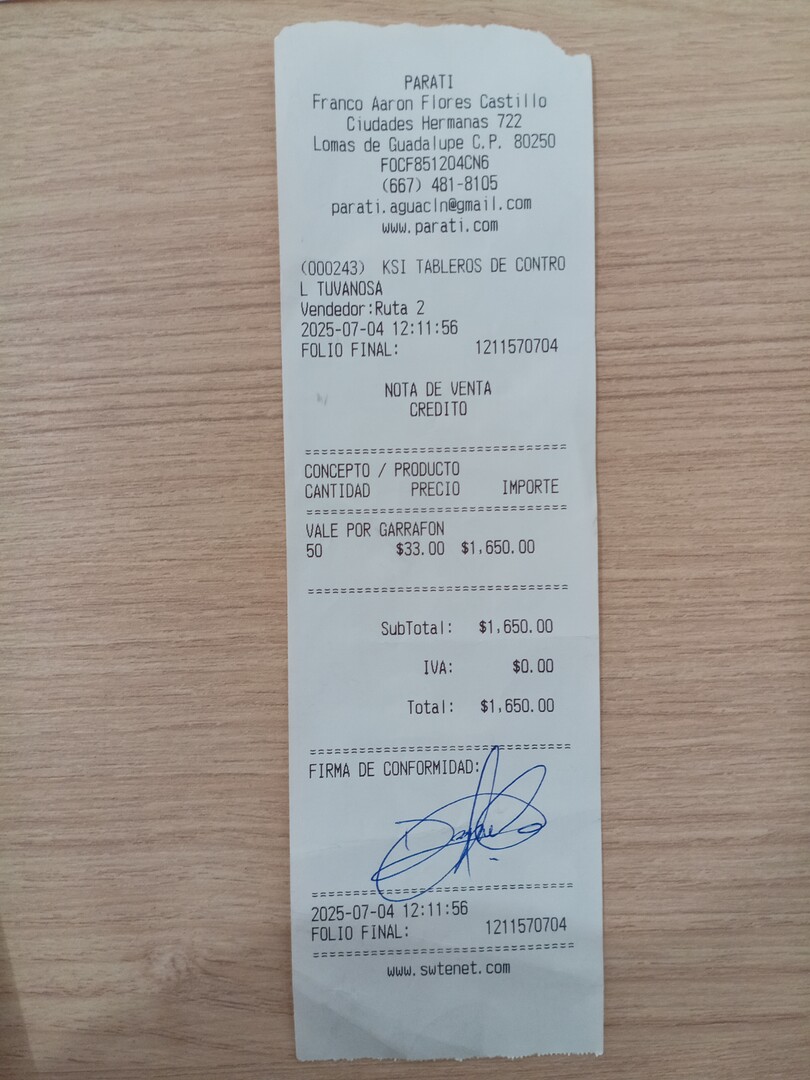 PARATI
Franco Aaron Flores Castillo
Ciudades Hermanas 722
Lomas de Guadalupe C.P. 80250
FOCF851204CN6
(667) 481-8105
parati.aguacln@gmail.com
www.parati.com
(000243) KSI TABLEROS DE CONTRO
L TUVANOSA
Vendedor:Ruta 2
2025-07-04 12:11:56
FOLIO FINAL: 1211570704
NOTA DE VENTA
CREDITO
================================
CONCEPTO / PRODUCTO
CANTIDAD PRECIO IMPORTE
================================
VALE POR GARRAFON
50 $33.00 $1,650.00
================================
SubTotal: $1,650.00
IVA: $0.00
Total: $1,650.00
================================
FIRMA DE CONFORMIDAD:
================================
2025-07-04 12:11:56
FOLIO FINAL: 1211570704
================================
www.swtenet.com